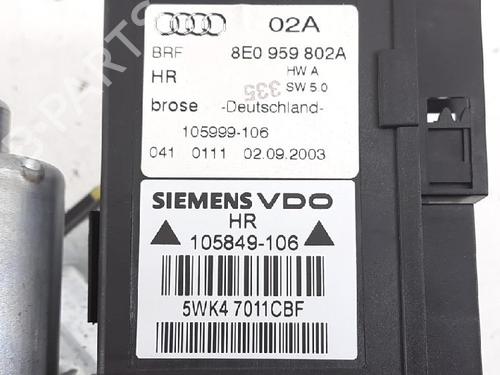 02A
BRF 8E0 959 802A
HR HW A
335 SW 5.0
brose -Deutschland-
105999-106
041 0111 02.09.2003
SIEMENS VDO
HR
105849-106
5WK4 7011CBF